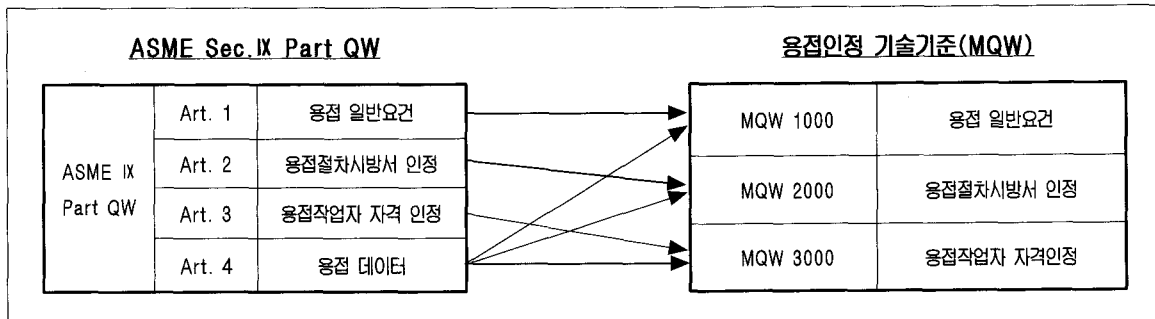 ASME Sec.Ⅸ Part QW
용접인정 기술기준(MQW)
ASME Ⅸ
Part QW
Art. 1 용접 일반요건
Art. 2 용접절차시방서 인정
Art. 3 용접작업자 자격 인정
Art. 4 용접 데이터
MQW 1000 용접 일반요건
MQW 2000 용접절차시방서 인정
MQW 3000 용접작업자 자격인정